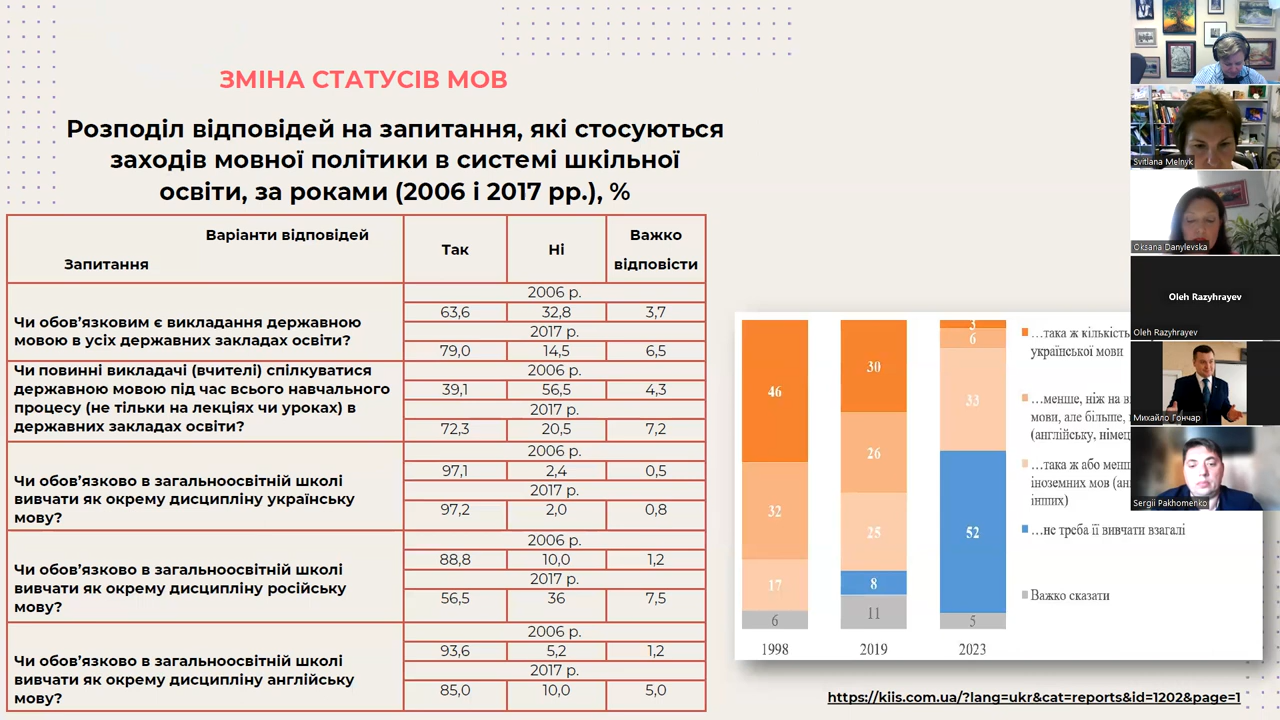 ЗМІНА СТАТУСІВ МОВ
Розподіл відповідей на запитання, які стосуються
заходів мовної політики в системі шкільної
освіти, за роками (2006 і 2017 рр.), %
Варіанти відповідей
Запитання
Так
Ні
Важко
відповісти
Чи обов’язковим є викладання державною
мовою в усіх державних закладах освіти?
2006 р.
63,6 32,8 3,7
2017 р.
79,0 14,5 6,5
Чи повинні викладачі (вчителі) спілкуватися
державною мовою під час всього навчального
процесу (не тільки на лекціях чи уроках) в
державних закладах освіти?
2006 р.
39,1 56,5 4,3
2017 р.
72,3 20,5 7,2
Чи обов’язково в загальноосвітній школі
вивчати як окрему дисципліну українську
мову?
2006 р.
97,1 2,4 0,5
2017 р.
97,2 2,0 0,8
Чи обов’язково в загальноосвітній школі
вивчати як окрему дисципліну російську
мову?
2006 р.
88,8 10,0 1,2
2017 р.
56,5 36 7,5
Чи обов’язково в загальноосвітній школі
вивчати як окрему дисципліну англійську
мову?
2006 р.
93,6 5,2 1,2
2017 р.
85,0 10,0 5,0
46
32
17
6
1998
30
26
25
8
11
2019
3
6
33
52
5
2023
…така ж кількість
української мови
…менше, ніж на
мови, але більше,
(англійську,
…така ж або
іноземних мов
інших)
…не треба її вивчати взагалі
Важко сказати
https://kiis.com.ua/?lang=ukr&cat=reports&id=1202&page=1
Svitlana Melnyk
Oksana Danylevska
Oleh Razyhrayev
Oleh Razyhrayev
Михайло Гончар
Sergii Pakhomenko